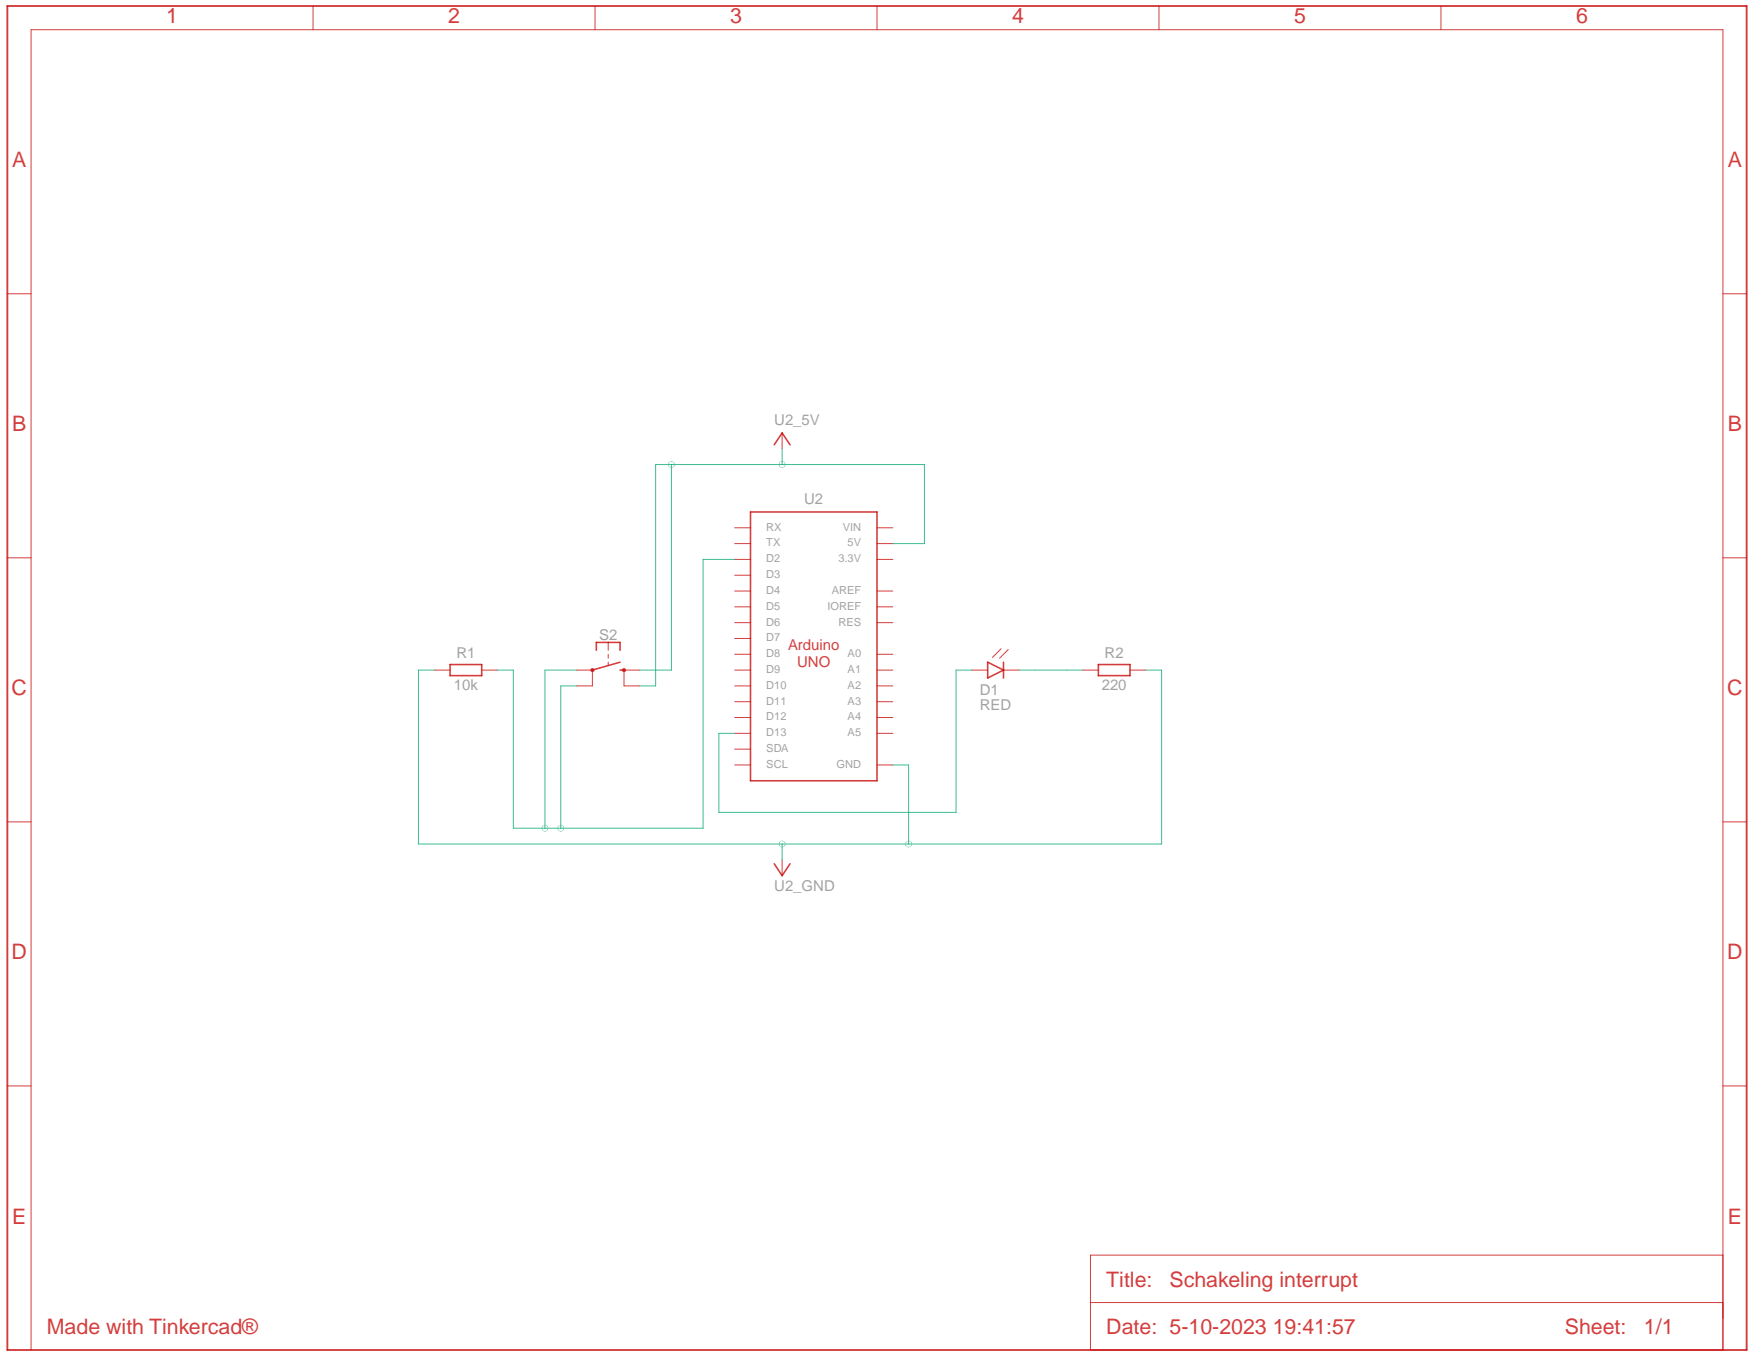 1 2 3 4 5 6
A A
B B
U2_5V
U2
RX VIN
TX 5V
D2 3.3V
D3
D4 AREF
D5 IOREF
D6 RES
S2
D7
Arduino
UNO
R1
D8 A0
R2
D9 A1
10k
D10 A2
220
C C
D1
RED
D11 A3
D12 A4
D13 A5
SDA
SCL GND
U2_GND
D D
E E
Title: Schakeling interrupt
Made with Tinkercad®
Date: 5-10-2023 19:41:57 Sheet: 1/1